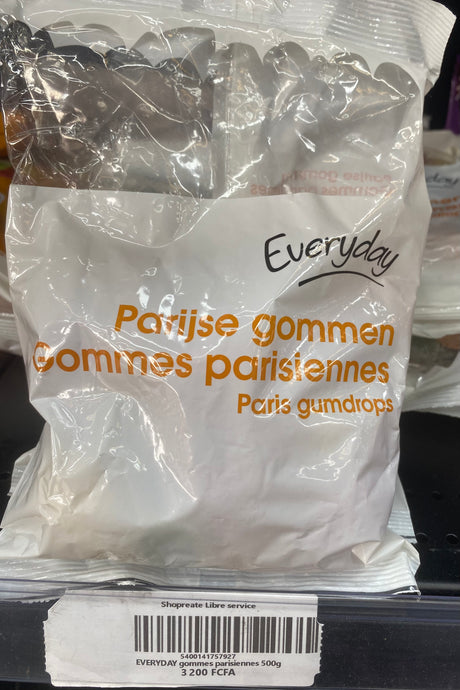 Everyday
Parijse gommen
Gommes parisiennes
Paris gumdrops
Shopreate Libre service
5400141757927
EVERYDAY gommes parisiennes 500g
3 200 FCFA